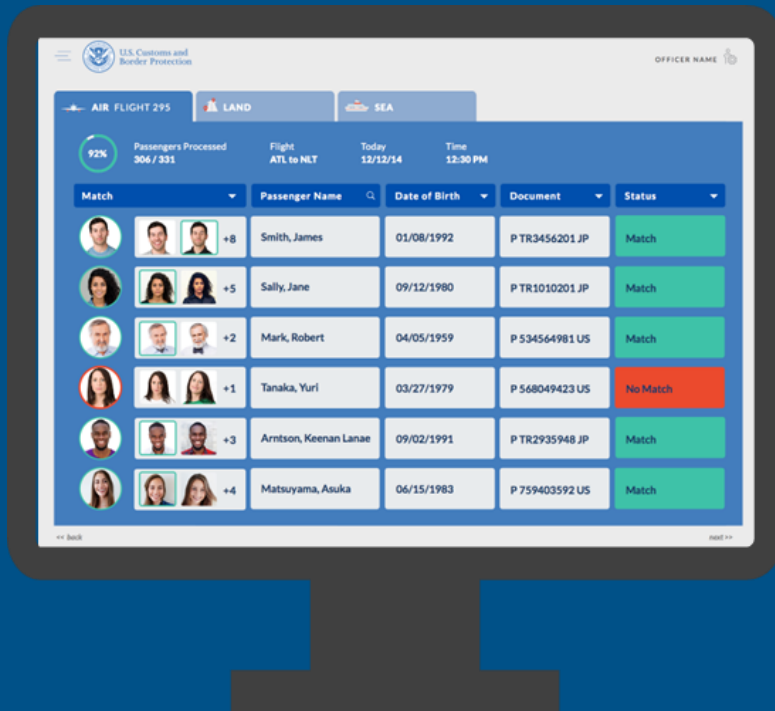 U.S. Customs and
Border Protection
OFFICER NAME
AIR FLIGHT 295
LAND
SEA
92%
Passengers Processed
306 / 331
Flight
ATL to NLT
Today
12/12/14
Time
12:30 PM
Match Passenger Name Date of Birth Document Status
+8 Smith, James 01/08/1992 P TR3456201 JP Match
+5 Sally, Jane 09/12/1980 P TR1010201 JP Match
+2 Mark, Robert 04/05/1959 P 534564981 US Match
+1 Tanaka, Yuri 03/27/1979 P 568049423 US No Match
+3 Arntson, Keenan Lanae 09/02/1991 P TR2935948 JP Match
+4 Matsuyama, Asuka 06/15/1983 P 759403592 US Match
<< back
next >>